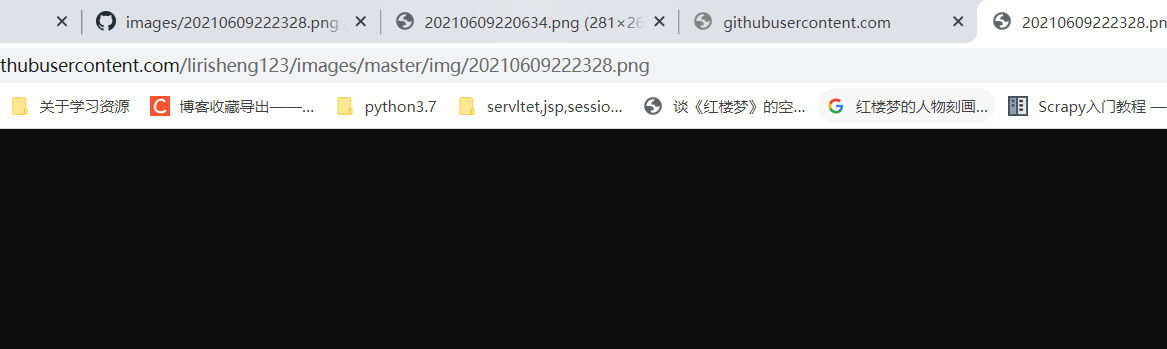 images/20210609222328.png
20210609220634.png (281×26
githubusercontent.com
20210609222328.pn
thubusercontent.com/lirisheng123/images/master/img/20210609222328.png
关于学习资源
博客收藏导出——...
python3.7
servltet,jsp,sessio...
谈《红楼梦》的空...
红楼梦的人物刻画...
Scrapy入门教程 —